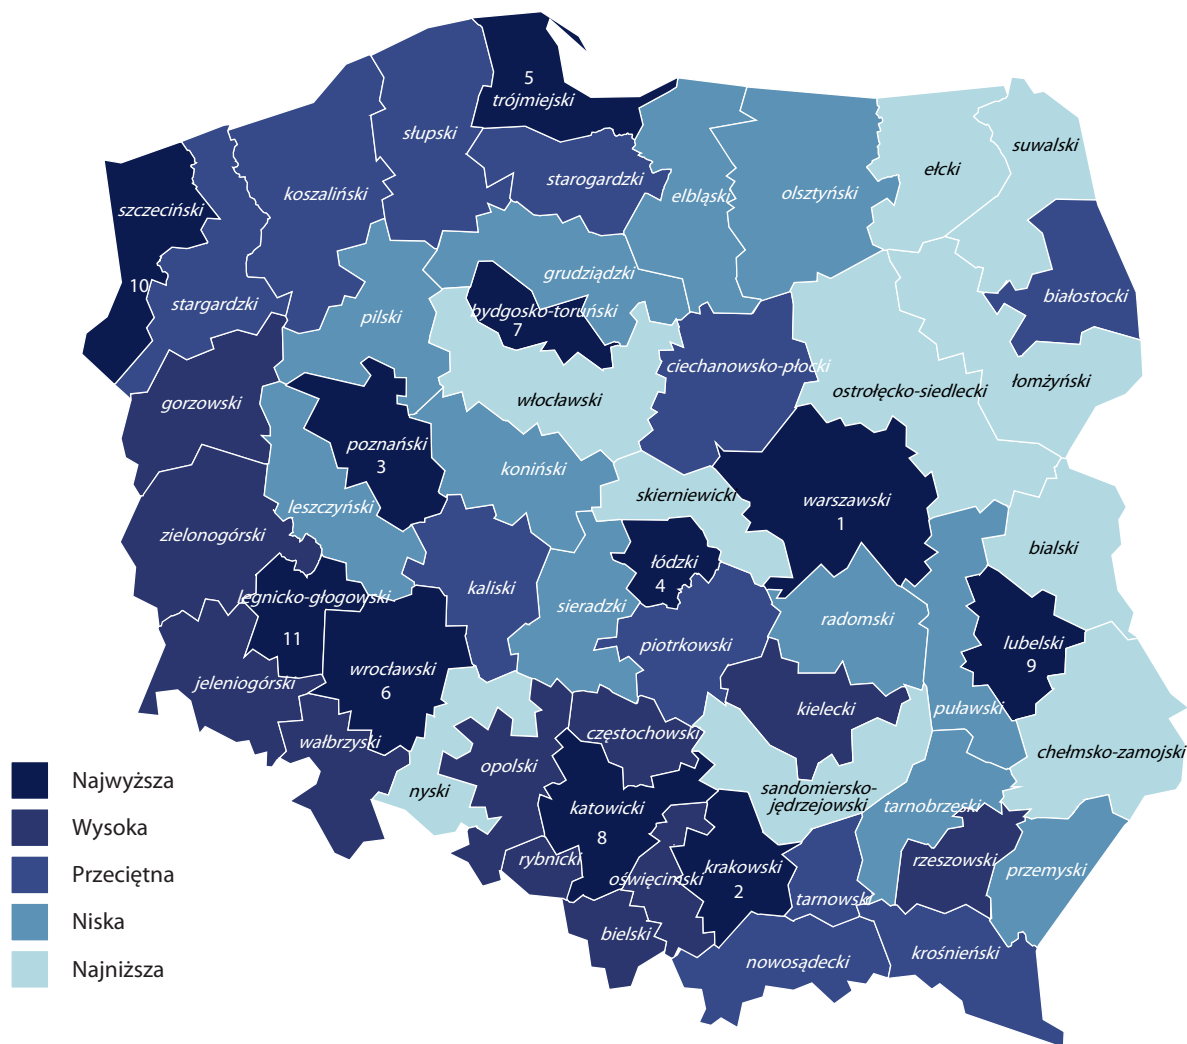 5
trójmiejski
słupski
suwalski
ełcki
starogardzki
koszaliński
olsztyński
elbląski
szczeciński
grudziądzki
10
białostocki
stargardzki
bydgosko-toruński
7
pilski
ciechanowsko-płocki
łomżyński
ostrołęcko-siedlecki
włocławski
gorzowski
poznański
3
koniński
skierniewicki
warszawski
1
leszczyński
zielonogórski
bialski
łódzki
4
kaliski
legnicko-głogowski
sieradzki
radomski
11
piotrkowski
lubelski
9
wrocławski
6
jeleniogórski
kielecki
puławski
częstochowski
wałbrzyski
chełmsko-zamojski
opolski
Najwyższa
nyski
sandomiersko-
jędrzejowski
katowicki
8
tarnobrzeski
Wysoka
rybnicki
rzeszowski
krakowski
2
przemyski
Przeciętna
oświęcimski
tarnowski
Niska
bielski
krośnieński
nowosądecki
Najniższa